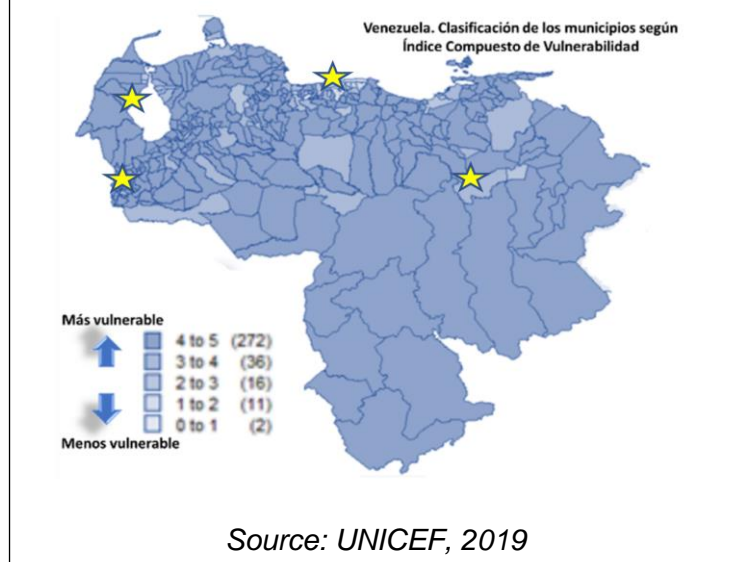 Venezuela. Clasificación de los municipios según
Índice Compuesto de Vulnerabilidad
Más vulnerable
4 to 5 (272)
3 to 4 (36)
2 to 3 (16)
1 to 2 (11)
0 to 1 (2)
Menos vulnerable
Source: UNICEF, 2019